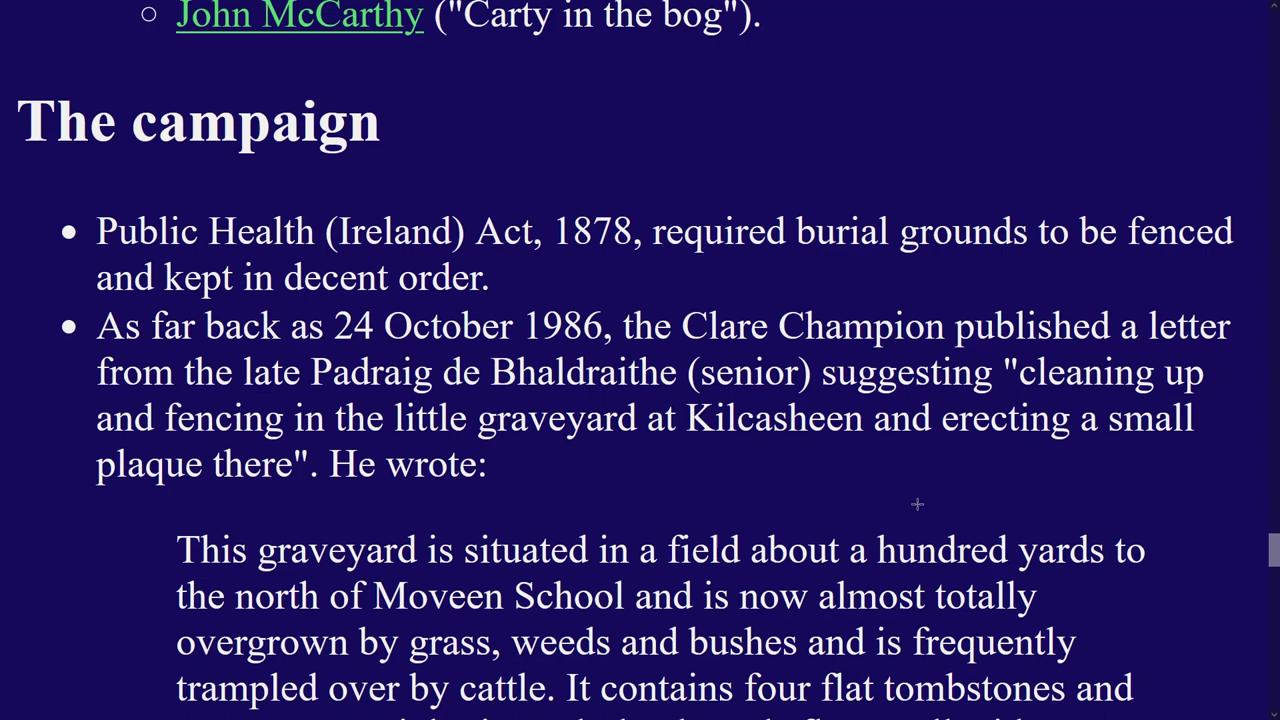 John McCarthy ("Carty in the bog").
The campaign
Public Health (Ireland) Act, 1878, required burial grounds to be fenced
and kept in decent order.
As far back as 24 October 1986, the Clare Champion published a letter
from the late Padraig de Bhaldraithe (senior) suggesting "cleaning up
and fencing in the little graveyard at Kilcasheen and erecting a small
plaque there". He wrote:
This graveyard is situated in a field about a hundred yards to
the north of Moveen School and is now almost totally
overgrown by grass, weeds and bushes and is frequently
trampled over by cattle. It contains four flat tombstones and